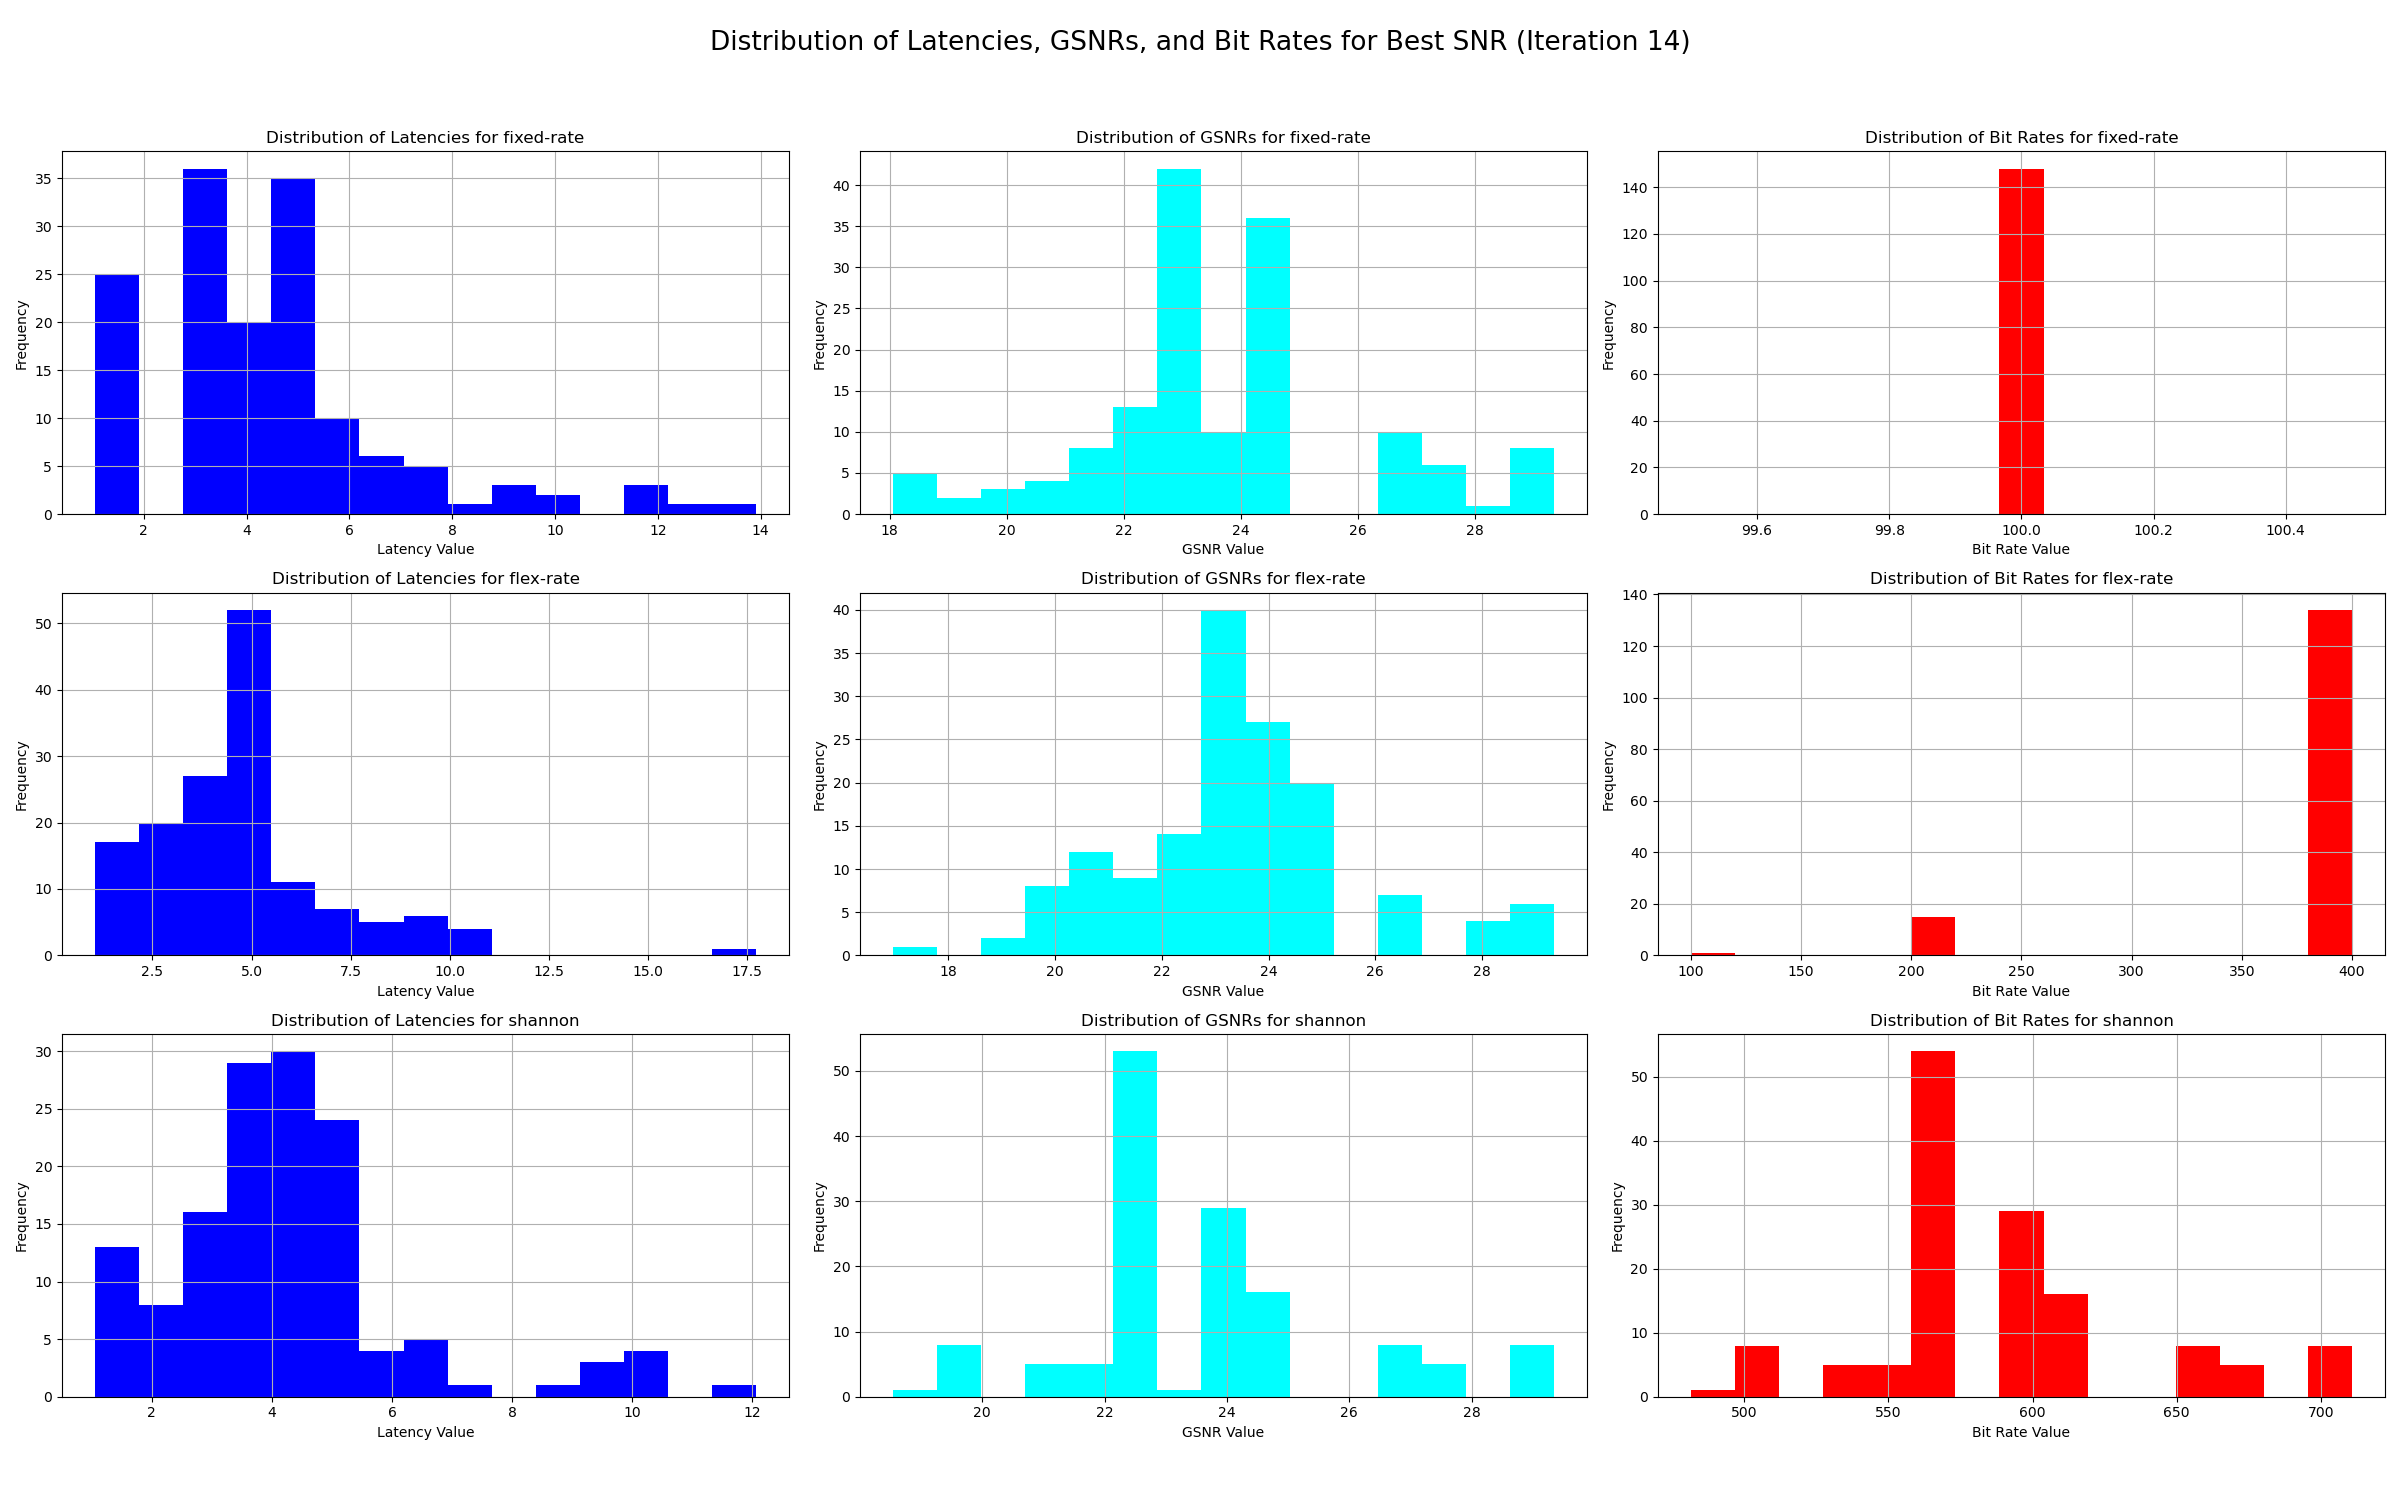 Distribution of Latencies, GSNRs, and Bit Rates for Best SNR (Iteration 14)
Distribution of Latencies for fixed-rate
Frequency
35
30
25
20
15
10
5
0
2 4 6 8 10 12 14
Latency Value
Distribution of GSNRs for fixed-rate
Frequency
40
35
30
25
20
15
10
5
0
18 20 22 24 26 28
GSNR Value
Distribution of Bit Rates for fixed-rate
Frequency
140
120
100
80
60
40
20
0
99.6 99.8 100.0 100.2 100.4
Bit Rate Value
Distribution of Latencies for flex-rate
Frequency
50
40
30
20
10
0
2.5 5.0 7.5 10.0 12.5 15.0 17.5
Latency Value
Distribution of GSNRs for flex-rate
Frequency
40
35
30
25
20
15
10
5
0
18 20 22 24 26 28
GSNR Value
Distribution of Bit Rates for flex-rate
Frequency
140
120
100
80
60
40
20
0
100 150 200 250 300 350 400
Bit Rate Value
Distribution of Latencies for shannon
Frequency
30
25
20
15
10
5
0
2 4 6 8 10 12
Latency Value
Distribution of GSNRs for shannon
Frequency
50
40
30
20
10
0
20 22 24 26 28
GSNR Value
Distribution of Bit Rates for shannon
Frequency
50
40
30
20
10
0
500 550 600 650 700
Bit Rate Value